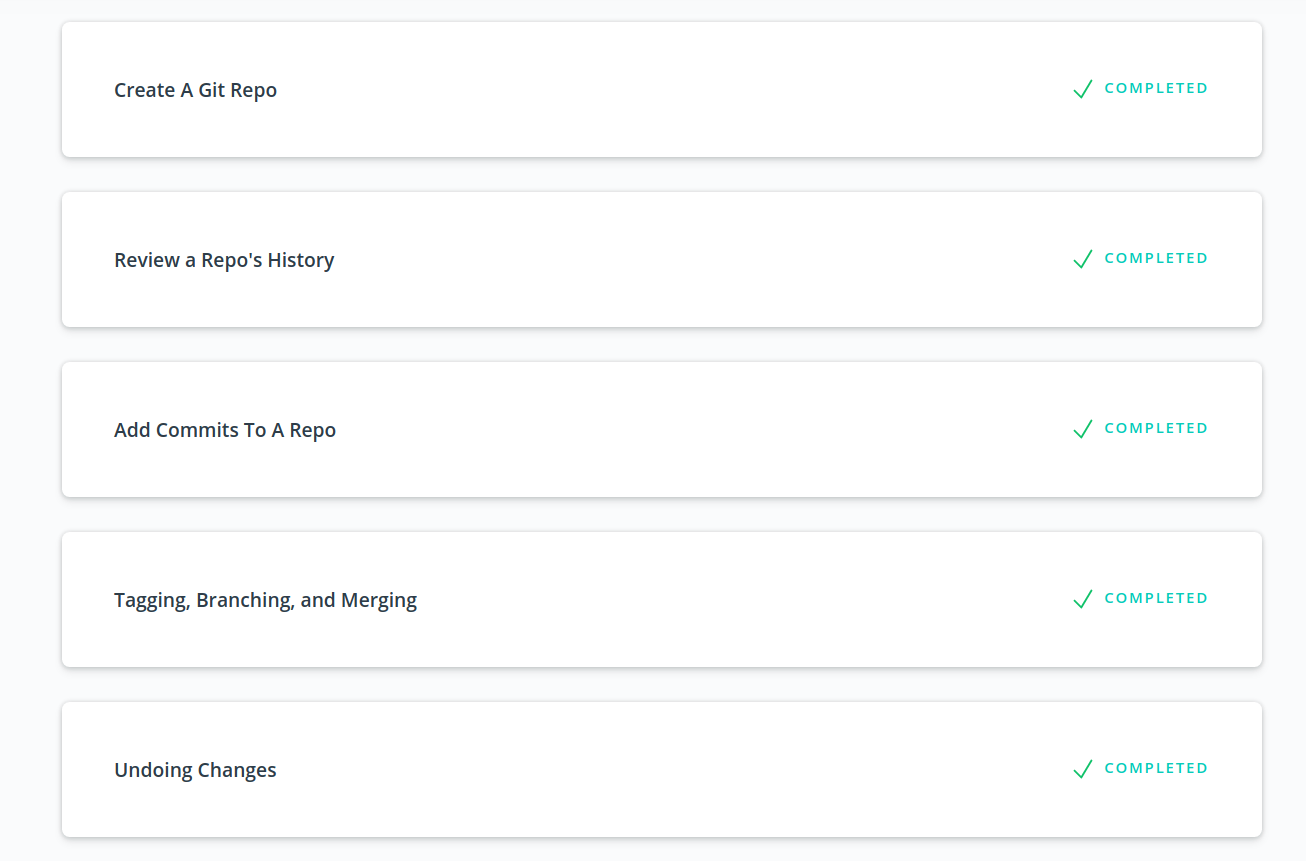 Create A Git Repo
COMPLETED
Review a Repo's History
COMPLETED
Add Commits To A Repo
COMPLETED
Tagging, Branching, and Merging
COMPLETED
Undoing Changes
COMPLETED